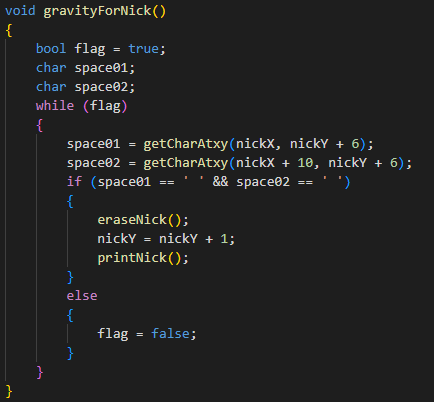 void gravityForNick()
{
    bool flag = true;
    char space01;
    char space02;
    while (flag)
    {
        space01 = getCharAtxy(nickX, nickY + 6);
        space02 = getCharAtxy(nickX + 10, nickY + 6);
        if (space01 == ' ' && space02 == ' ')
        {
            eraseNick();
            nickY = nickY + 1;
            printNick();
        }
        else
        {
            flag = false;
        }
    }
}